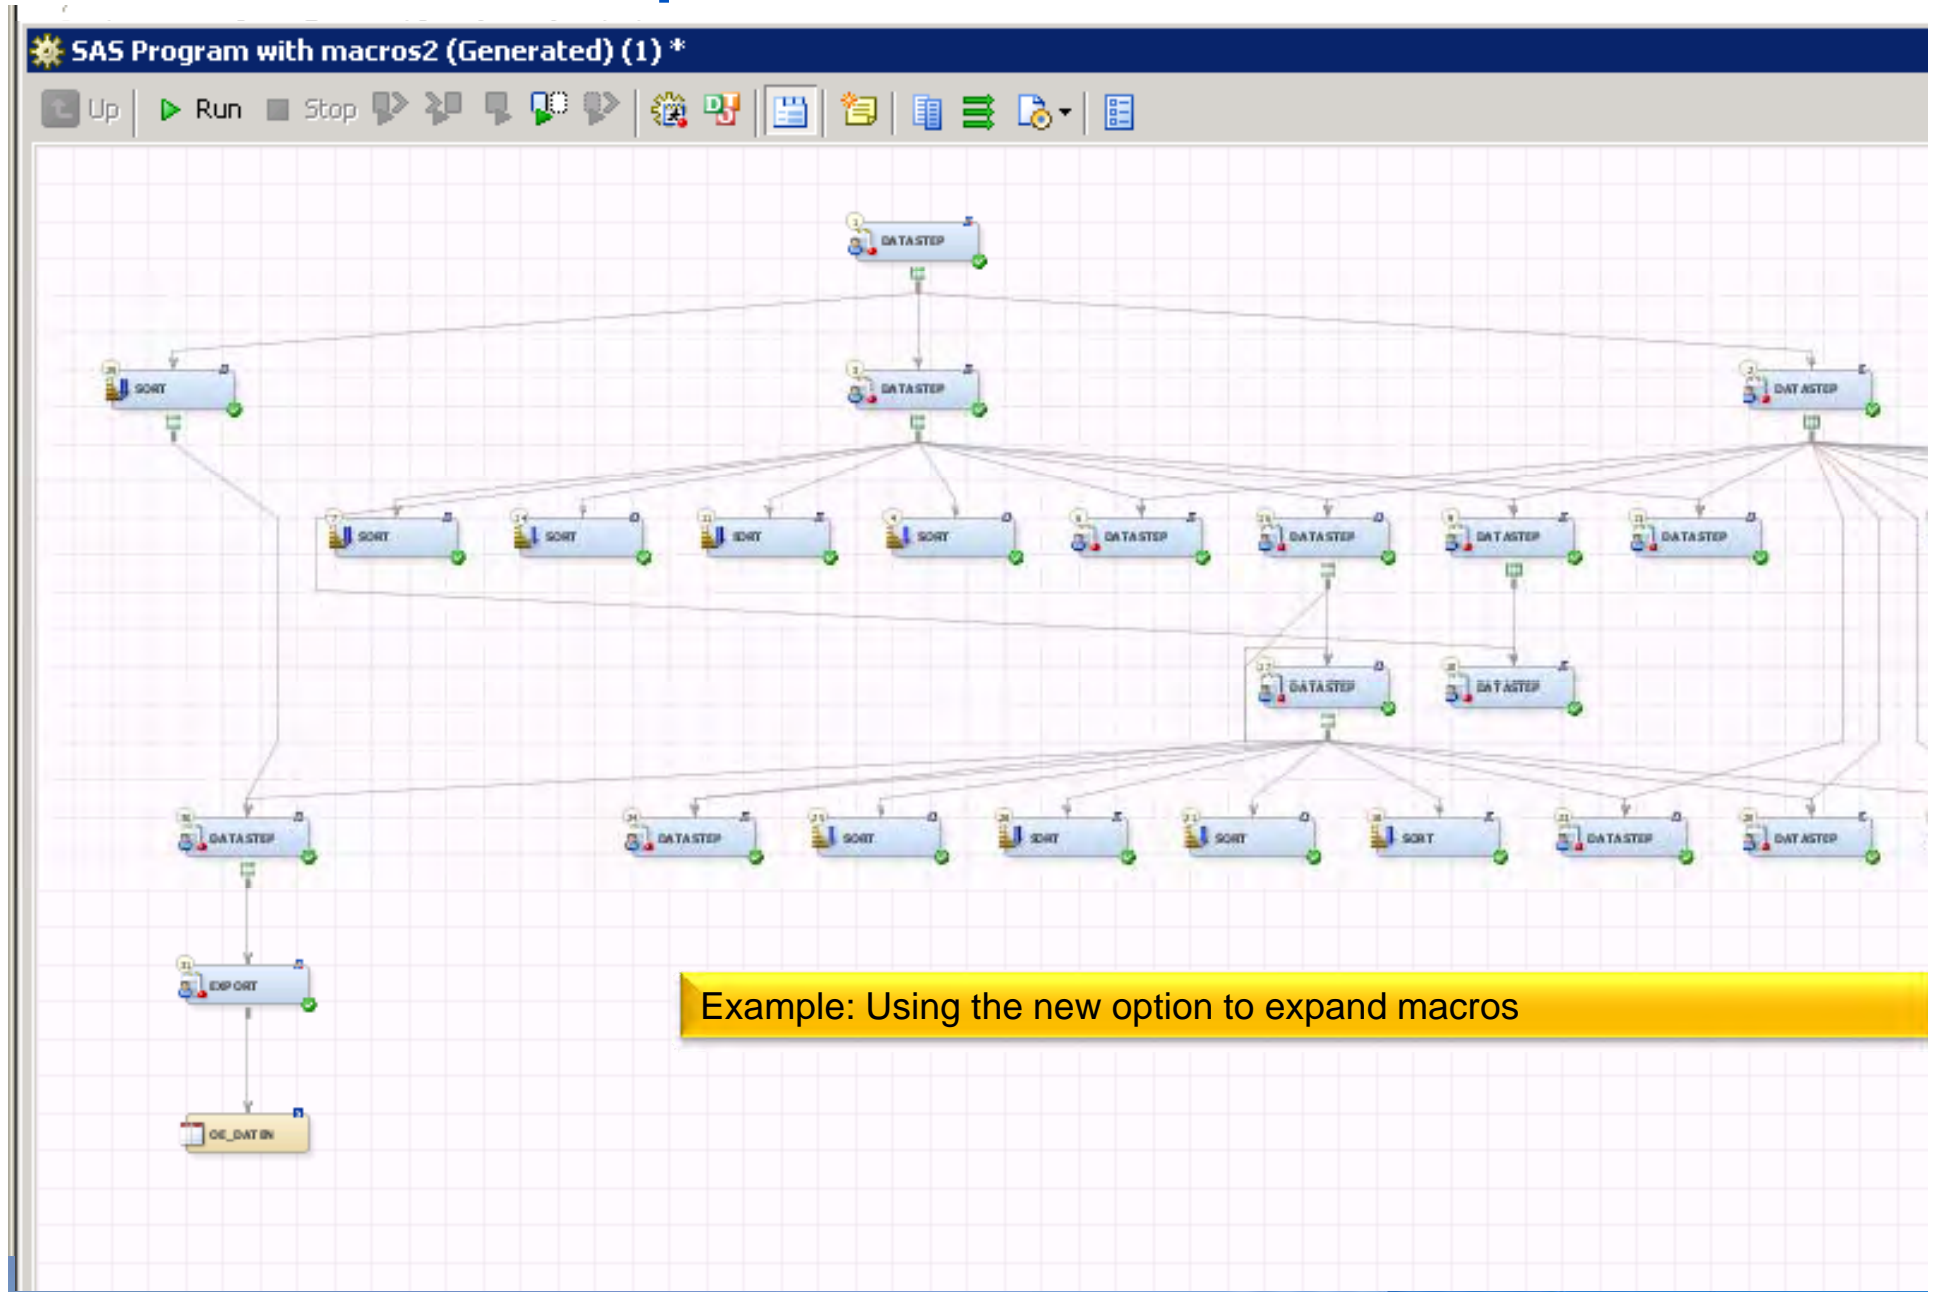 SAS Program with macros2 (Generated) (1) *
Up Run Stop
DATASTEP
SORT DATASTEP DATASTEP
SORT SORT SORT SORT DATASTEP DATASTEP DATASTEP DATASTEP
DATASTEP DATASTEP
DATASTEP DATASTEP SORT SORT SORT SORT DATASTEP DATASTEP
EXPORT
Example: Using the new option to expand macros
OE_DATEN